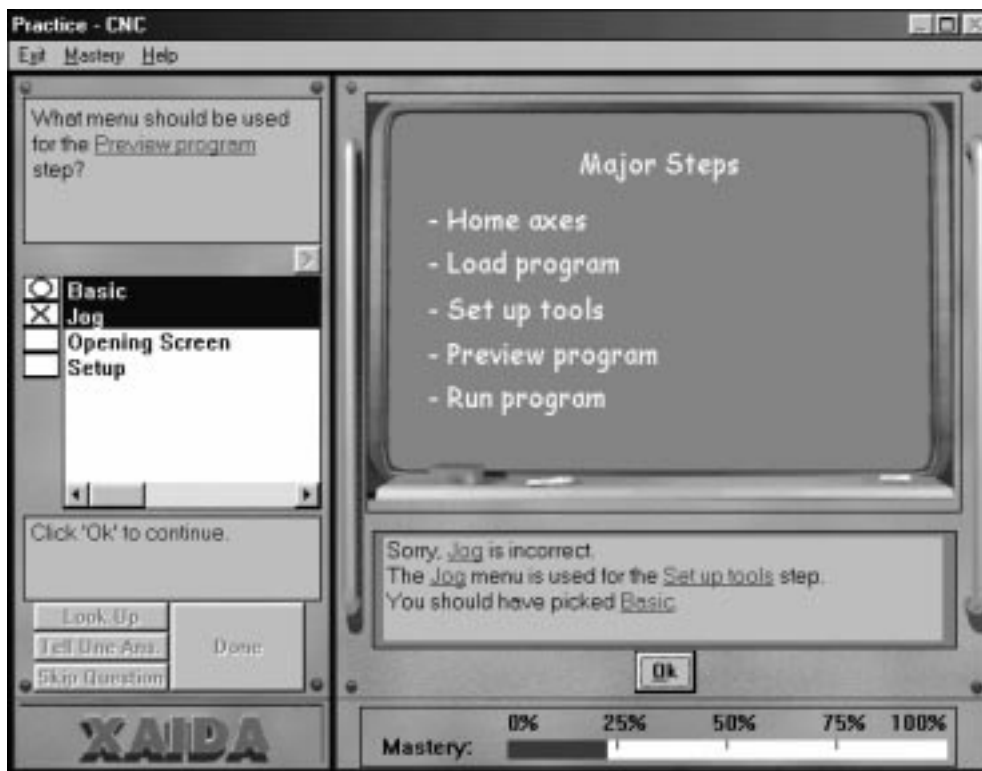 Practice - CNC
Exit Mastery Help
What menu should be used
for the Preview program
step?
Basic
Jog
Opening Screen
Setup
Click 'Ok' to continue.
Look Up
Tell One Ans.
Skip Question
Done
XAIDA
Major Steps
- Home axes
- Load program
- Set up tools
- Preview program
- Run program
Sorry, Jog is incorrect.
The Jog menu is used for the Set up tools step.
You should have picked Basic.
Ok
0% 25% 50% 75% 100%
Mastery: